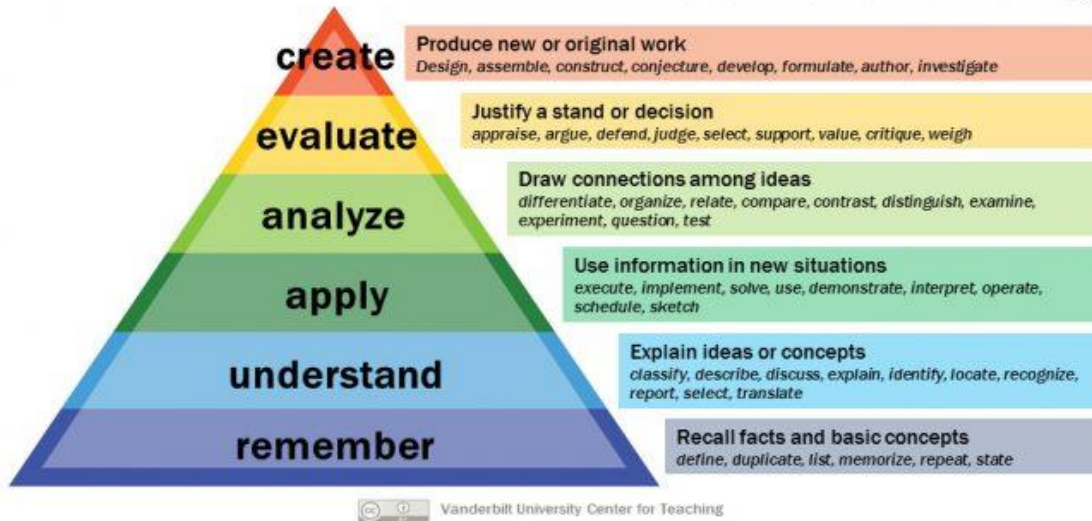 create
Produce new or original work
Design, assemble, construct, conjecture, develop, formulate, author, investigate
evaluate
Justify a stand or decision
appraise, argue, defend, judge, select, support, value, critique, weigh
analyze
Draw connections among ideas
differentiate, organize, relate, compare, contrast, distinguish, examine,
experiment, question, test
apply
Use information in new situations
execute, implement, solve, use, demonstrate, interpret, operate,
schedule, sketch
understand
Explain ideas or concepts
classify, describe, discuss, explain, identify, locate, recognize,
report, select, translate
remember
Recall facts and basic concepts
define, duplicate, list, memorize, repeat, state
cc
Vanderbilt University Center for Teaching